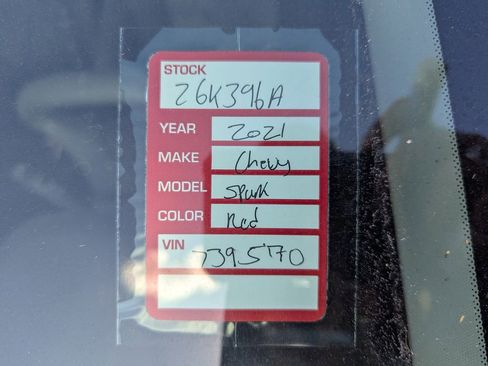 STOCK
26K396A
YEAR 2021
MAKE Chevy
MODEL Spark
COLOR Red
VIN 739570